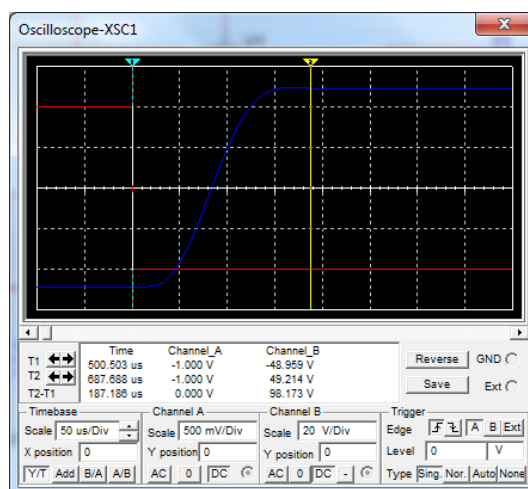 Oscilloscope-XSC1
x
1
2
Time Channel_A Channel_B
T1 500.503 us -1.000 V -48.959 V
T2 687.688 us -1.000 V 49.214 V
T2-T1 187.186 us 0.000 V 98.173 V
Reverse GND
Save Ext
Timebase Channel A Channel B Trigger
Scale 50 us/Div Scale 500 mV/Div Scale 20 V/Div Edge A B Ext
X position 0 Y position 0 Y position 0 Level 0 V
Y/T Add B/A A/B AC 0 DC AC 0 DC - Type Sing. Nor. Auto None